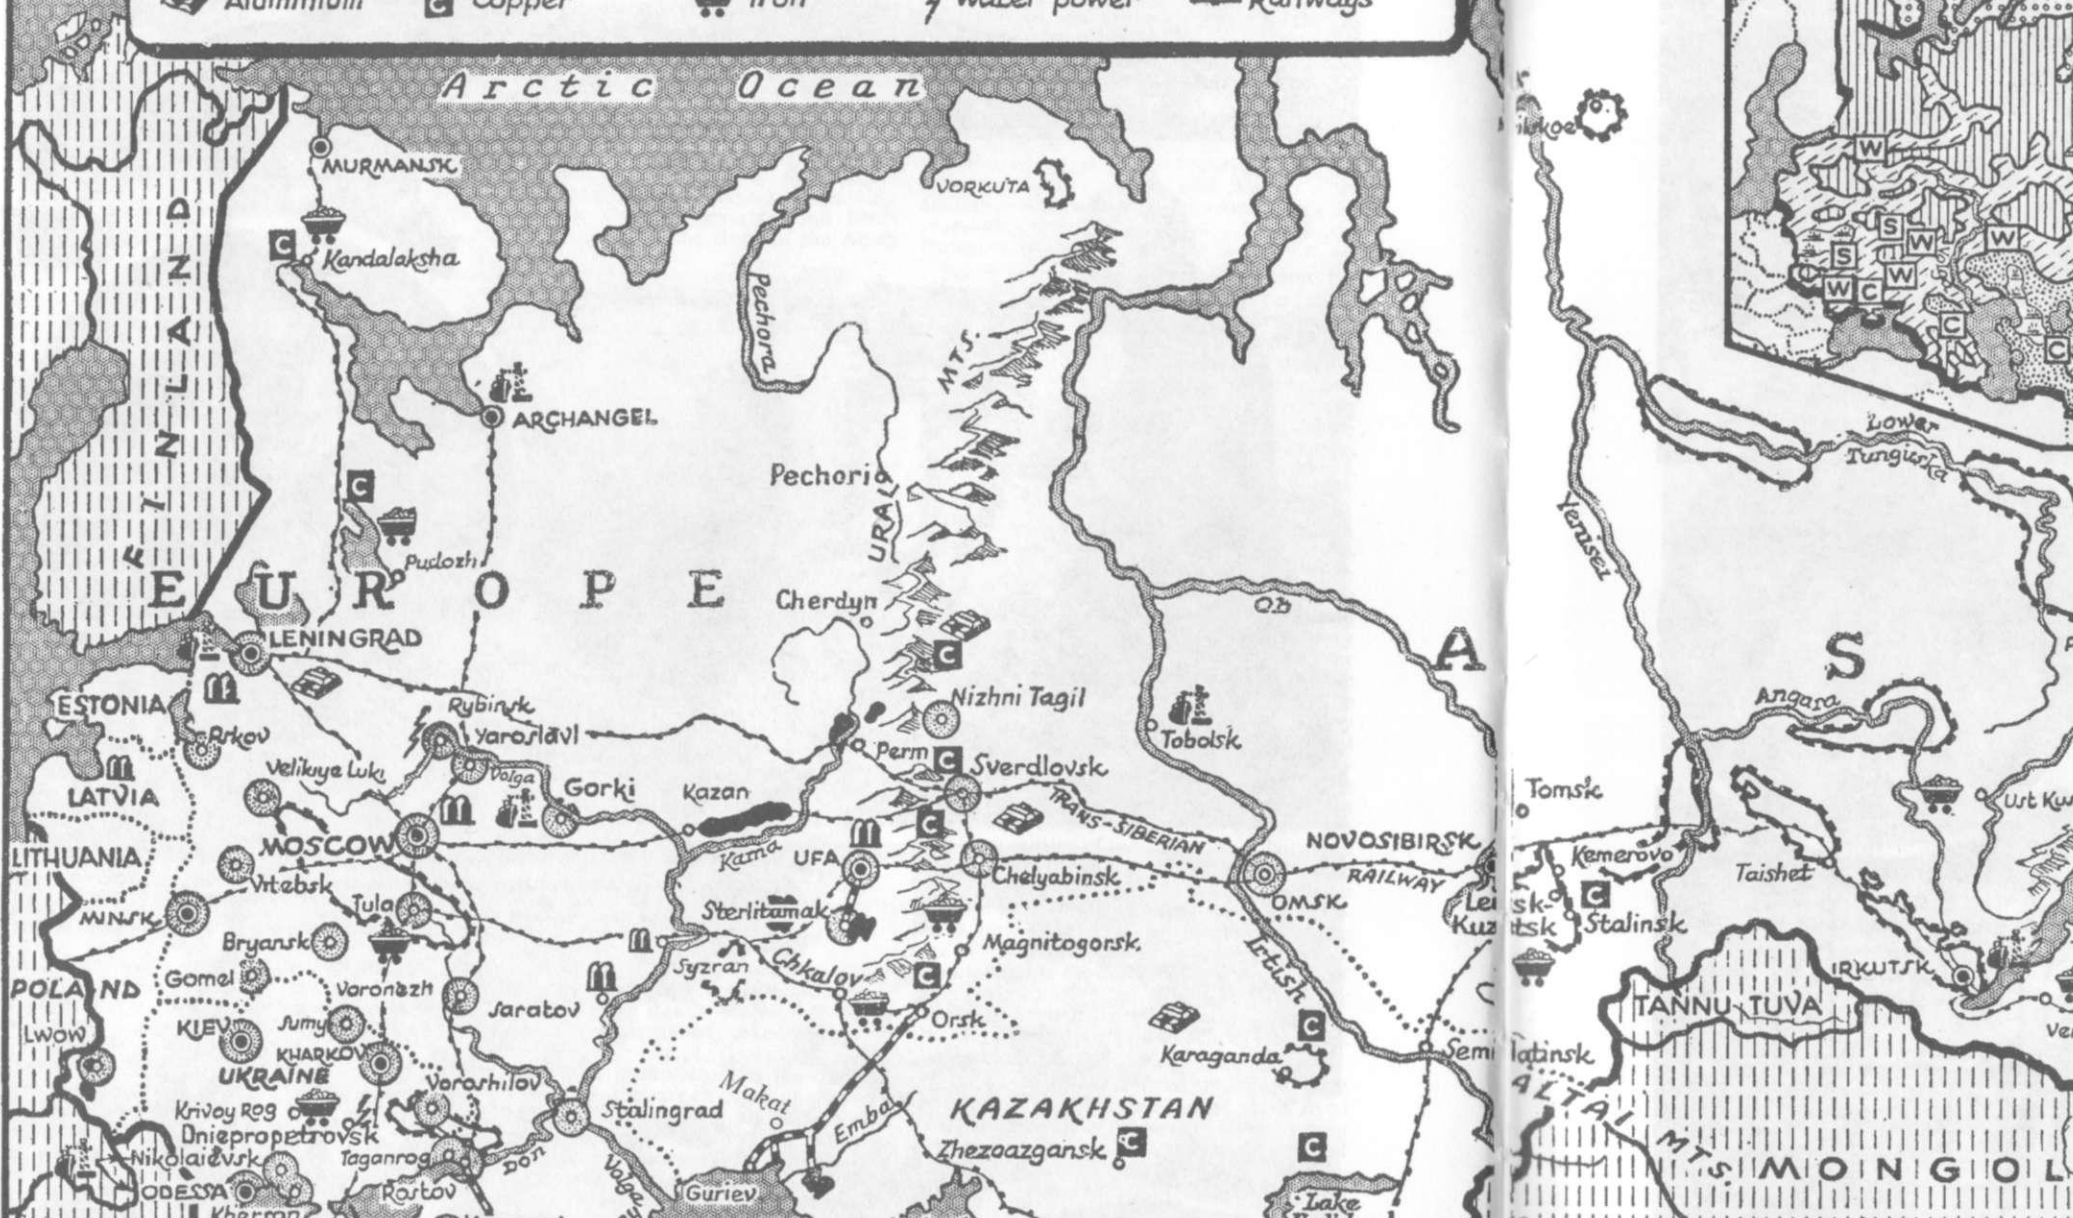 Aluminium
Copper
Iron
Water power
Railways
Arctic Ocean
MURMANSK
VORKUTA
FINLAND
Kandalaksha
Pechora
MTS.
ARCHANGEL
Lower
Tunguska
Pechoria
URAL
Yenisei
Pudozh
EUROPE
Ob
Cherdyn
LENINGRAD
A
S
ESTONIA
Rybinsk
Nizhni Tagil
Angara
Pskov
Yaroslavl
Perm
Tobolsk
Velikiye Luki
Volga
Gorki
Kazan
Sverdlovsk
Tomsk
LATVIA
TRANS-SIBERIAN
RAILWAY
MOSCOW
NOVOSIBIRSK
LITHUANIA
Kama
UFA
Chelyabinsk
Kemerovo
Taishet
Vitebsk
OMSK
MINSK
Tula
Sterlitamak
Stalinsk
Bryansk
Magnitogorsk
Syzran
Chkalov
Irtish
IRKUTSK
Gomel
POLAND
Voronezh
Saratov
TANNU TUVA
Lwow
KIEV
Sumy
Orsk
KHARKOV
UKRAINE
Karaganda
Voroshilov
Makat
Krivoy Rog
Stalingrad
Emba
KAZAKHSTAN
ALTAI MTS.
Dniepropetrovsk
Nikolaievsk
Taganrog
Don
Zhezoazgansk
MONGOL
ODESSA
Rostov
Volga
Guriev
Lake
Kherson
C
C
C
C
C
C
C
C
C
C
C
W
S
W
W
S
W
W
C
C
C